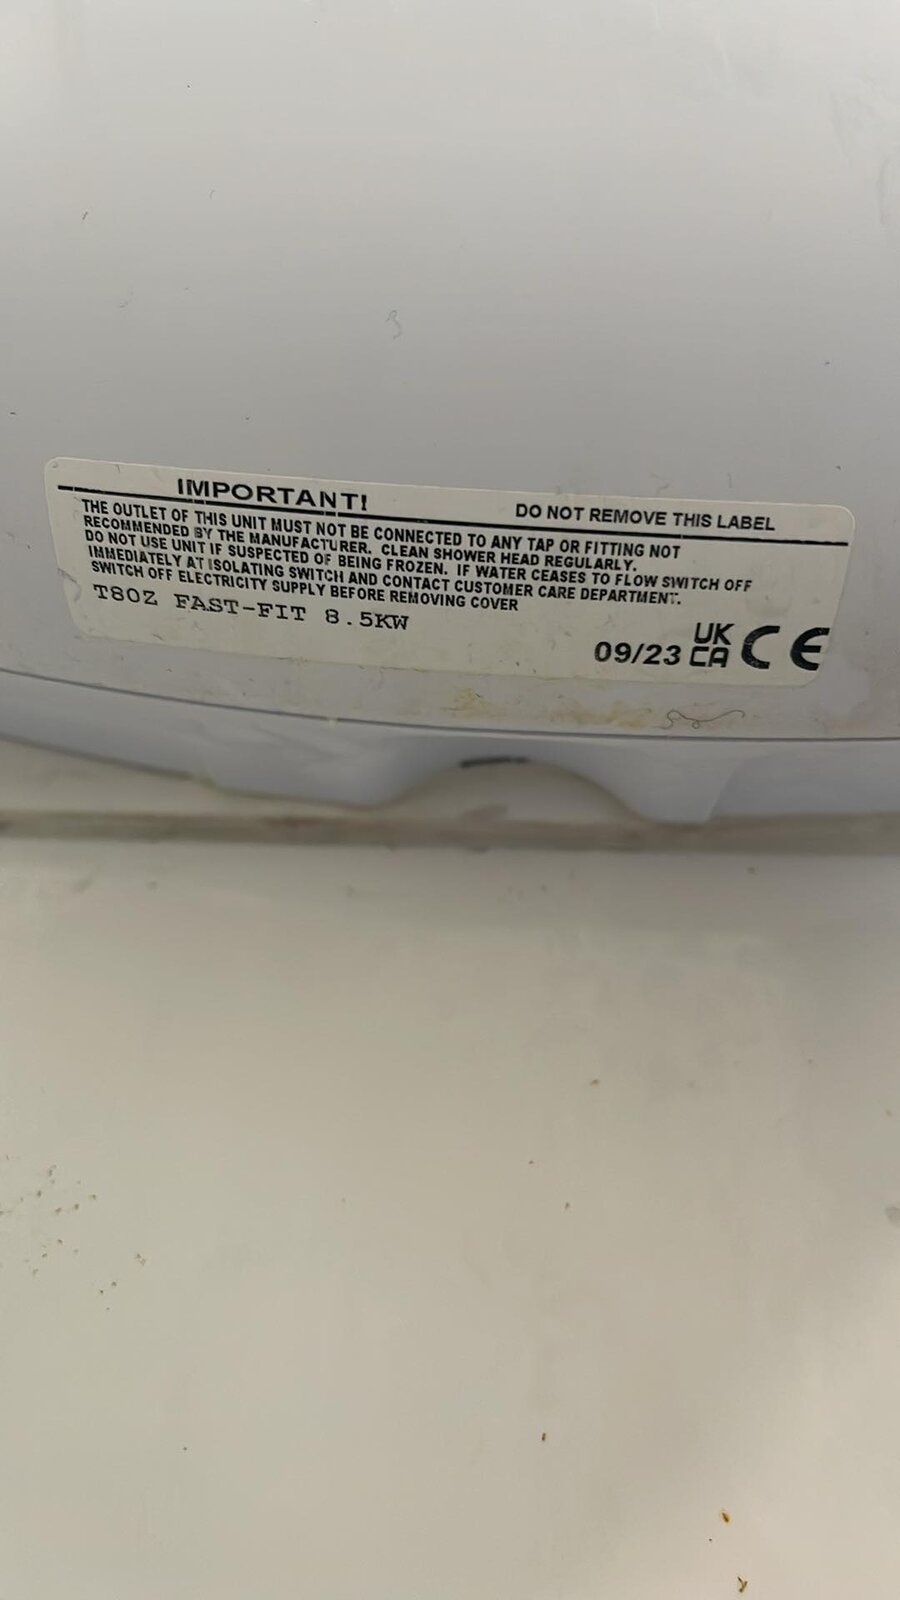 IMPORTANT!
DO NOT REMOVE THIS LABEL
THE OUTLET OF THIS UNIT MUST NOT BE CONNECTED TO ANY TAP OR FITTING NOT
RECOMMENDED BY THE MANUFACTURER. CLEAN SHOWER HEAD REGULARLY.
DO NOT USE UNIT IF SUSPECTED OF BEING FROZEN. IF WATER CEASES TO FLOW SWITCH OFF
IMMEDIATELY AT ISOLATING SWITCH AND CONTACT CUSTOMER CARE DEPARTMENT.
SWITCH OFF ELECTRICITY SUPPLY BEFORE REMOVING COVER
T80Z FAST-FIT 8.5KW
09/23 UK CA CE